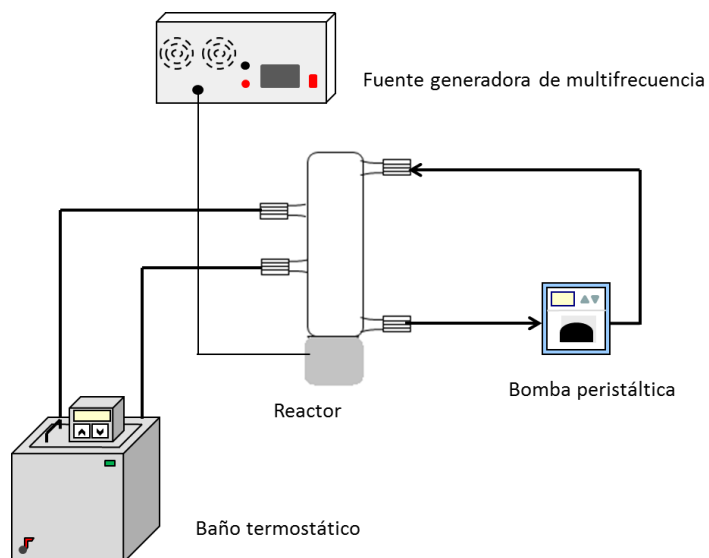 Fuente generadora de multifrecuencia
Bomba peristáltica
Reactor
Baño termostático